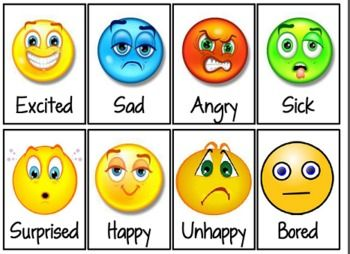 Excited Sad Angry Sick
Surprised Happy Unhappy Bored